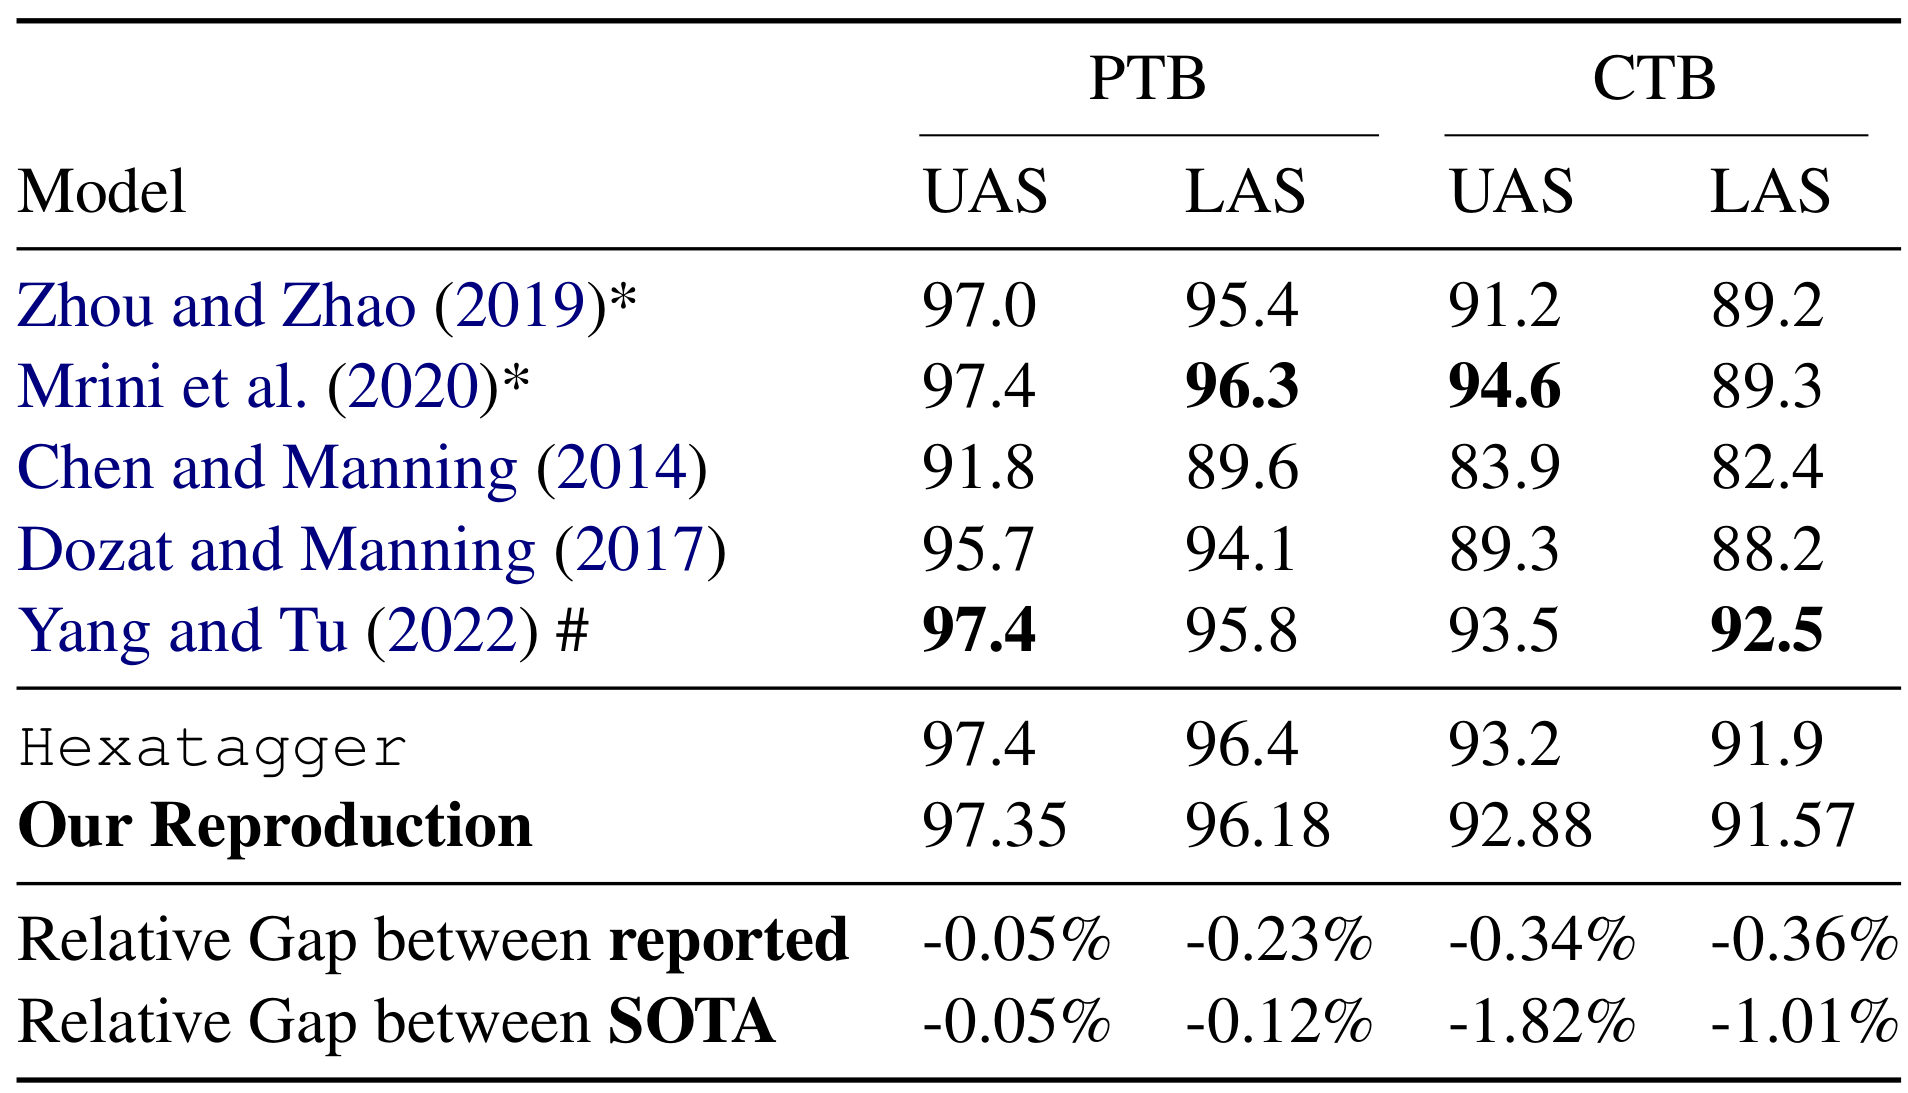 PTB CTB
Model UAS LAS UAS LAS
Zhou and Zhao (2019)* 97.0 95.4 91.2 89.2
Mrini et al. (2020)* 97.4 96.3 94.6 89.3
Chen and Manning (2014) 91.8 89.6 83.9 82.4
Dozat and Manning (2017) 95.7 94.1 89.3 88.2
Yang and Tu (2022) # 97.4 95.8 93.5 92.5
Hexatagger 97.4 96.4 93.2 91.9
Our Reproduction 97.35 96.18 92.88 91.57
Relative Gap between reported -0.05% -0.23% -0.34% -0.36%
Relative Gap between SOTA -0.05% -0.12% -1.82% -1.01%